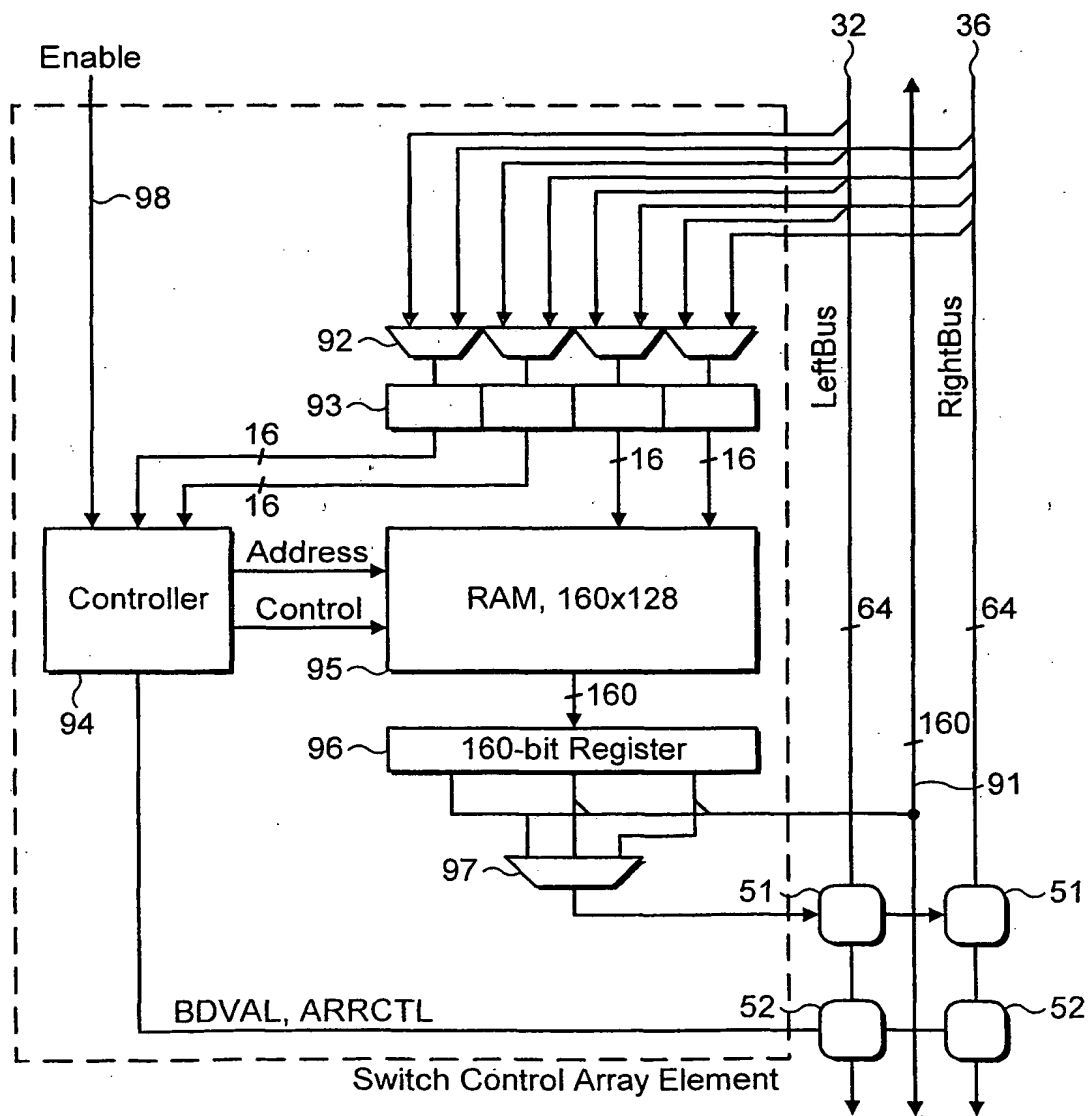 32
36
Enable
98
92
LeftBus
RightBus
93
16
16
16
16
Address
Controller
Control
RAM, 160x128
64
64
95
94
160
160
96
160-bit Register
91
97
51
51
52
52
BDVAL, ARRCTL
Switch Control Array Element